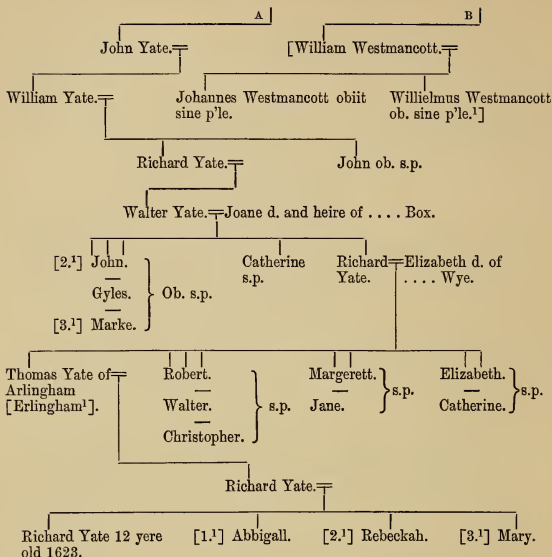 A B
John Yate. [William Westmancott.
William Yate. Johannes Westmancott obiit Willielmus Westmancott
sine p'le. ob. sine p'le.¹]
Richard Yate. John ob. s.p.
Walter Yate. Joane d. and heire of .... Box.
[2.¹] John. Catherine Richard Elizabeth d. of
s.p. Yate. .... Wye.
Gyles. Ob. s.p.
[3.¹] Marke.
Thomas Yate of Robert. Margerett. Elizabeth.
Arlingham s.p. s.p.
[Erlingham¹]. Walter. s.p. Jane. Catherine.
Christopher.
Richard Yate.
Richard Yate 12 yere [1.¹] Abbigall. [2.¹] Rebeckah. [3.¹] Mary.
old 1623.